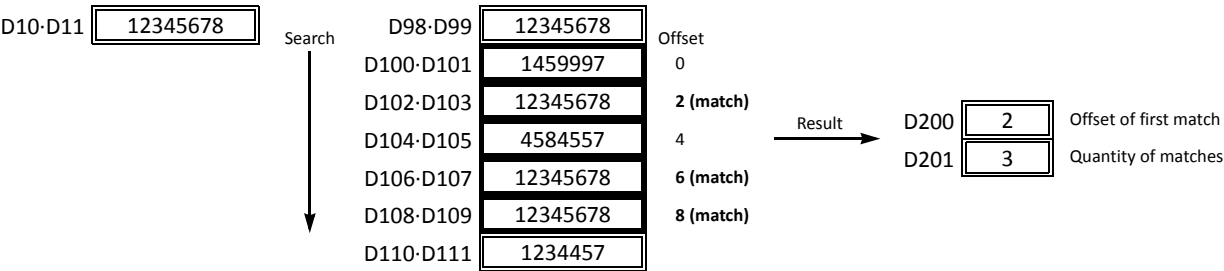 D10·D11 12345678 Search D98·D99 12345678 Offset
D100·D101 1459997 0
D102·D103 12345678 2 (match)
D104·D105 4584557 4 Result
D106·D107 12345678 6 (match)
D108·D109 12345678 8 (match)
D110·D111 1234457
D200 2 Offset of first match
D201 3 Quantity of matches